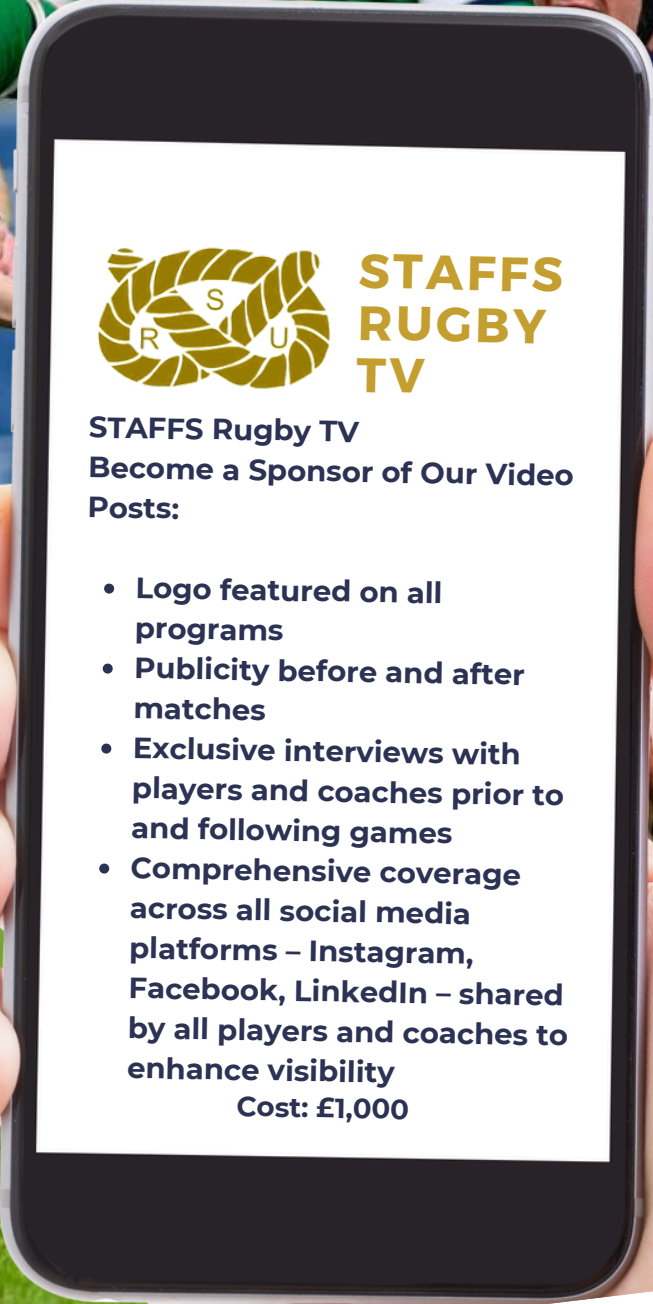 S
R U
STAFFS
RUGBY
TV
STAFFS Rugby TV
Become a Sponsor of Our Video
Posts:
• Logo featured on all
programs
• Publicity before and after
matches
• Exclusive interviews with
players and coaches prior to
and following games
• Comprehensive coverage
across all social media
platforms – Instagram,
Facebook, LinkedIn – shared
by all players and coaches to
enhance visibility
Cost: £1,000